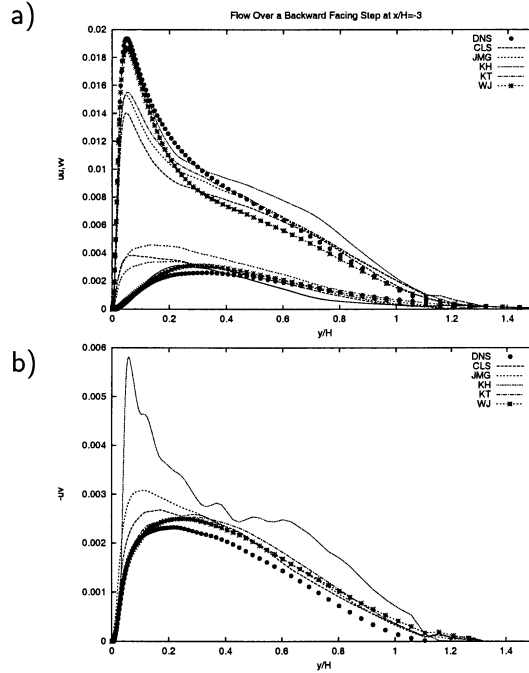 a)
Flow Over a Backward Facing Step at x/H=-3
0.02
0.018
0.016
0.014
0.012
0.01
0.008
0.006
0.004
0.002
0
uu,vv
DNS
CLS
JMG
KH
KT
WJ
0 0.2 0.4 0.6 0.8 1 1.2 1.4
y/H
b)
0.006
0.005
0.004
0.003
0.002
0.001
0
-uv
DNS
CLS
JMG
KH
KT
WJ
0 0.2 0.4 0.6 0.8 1 1.2 1.4
y/H